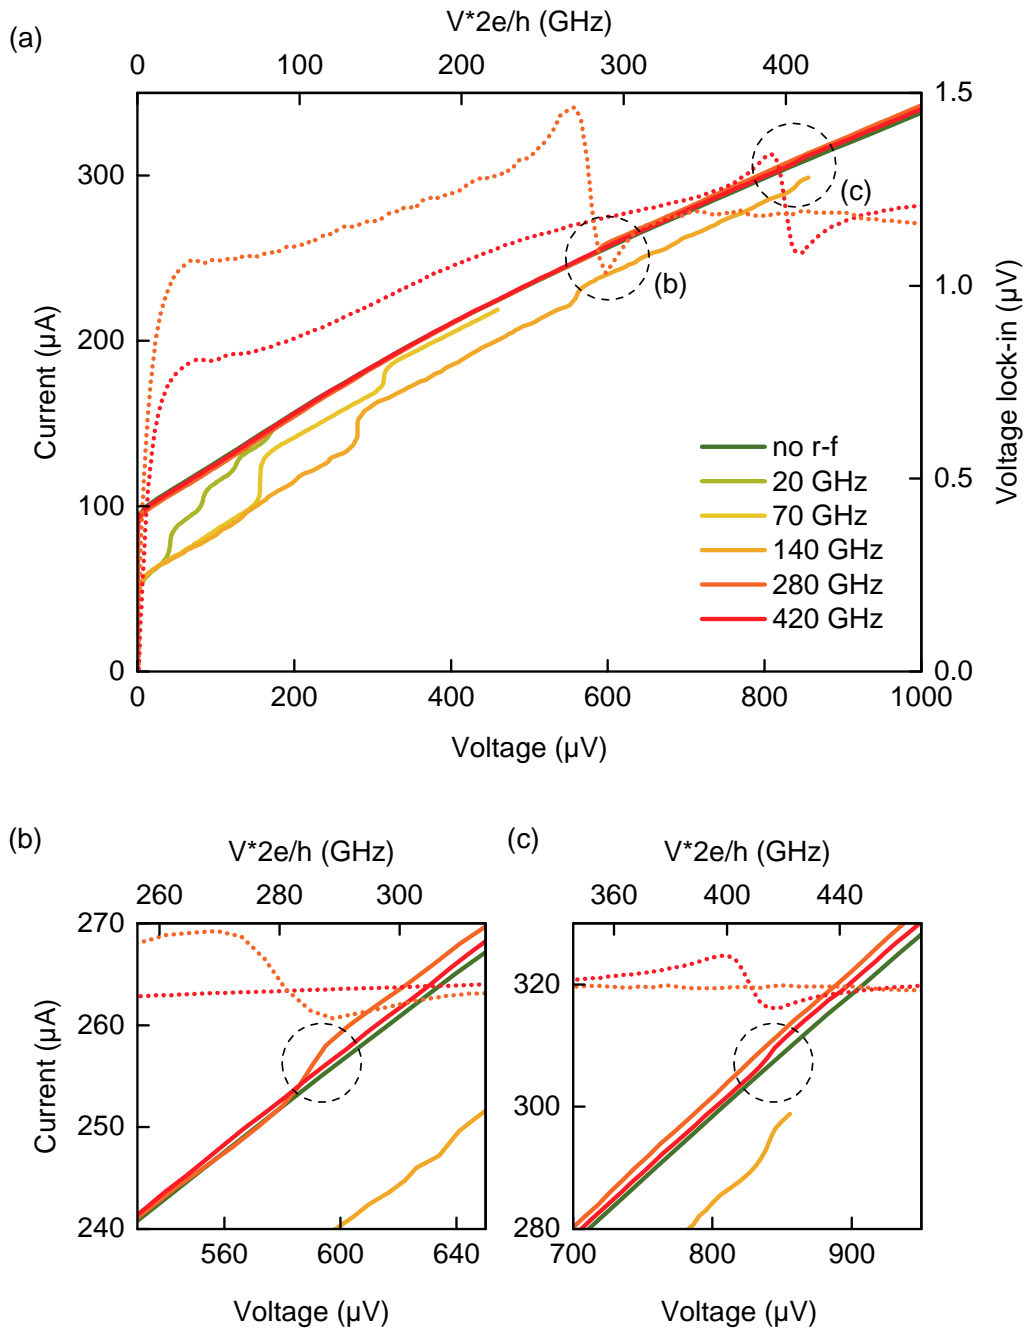 (a)
V*2e/h (GHz)
0 100 200 300 400
1.5
300
(c)
(b)
1.0
200
Current (μA)
Voltage lock-in (μV)
no r-f
20 GHz
70 GHz
140 GHz
280 GHz
420 GHz
0.5
100
0
0.0
0 200 400 600 800 1000
Voltage (μV)
(b)
V*2e/h (GHz)
260 280 300
270
260
250
240
Current (μA)
560 600 640
Voltage (μV)
(c)
V*2e/h (GHz)
360 400 440
320
300
280
700 800 900
Voltage (μV)